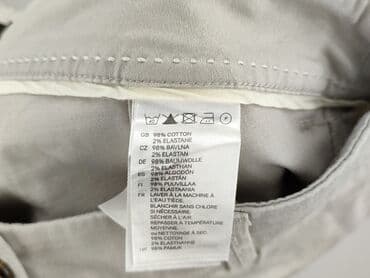 GB 98% COTTON
2% ELASTANE
CZ 98% BAVLNA
2% ELASTAN
DE 98% BAUMWOLLE
2% ELASTHAN
ES 98% ALGODÓN
2% ELASTÁN
FI 98% PUUVILLAA
2% ELASTAANIA
FR LAVER À LA MACHINE À
L'EAU TIÈDE.
BLANCHIR SANS CHLORE
SI NÉCESSAIRE.
SÉCHER À L'AIR.
REPASSER À TEMPÉRATURE
MOYENNE.
OU NETTOYAGE À SEC.
98% COTON
2% ÉLASTHANNE
98% PAMUK